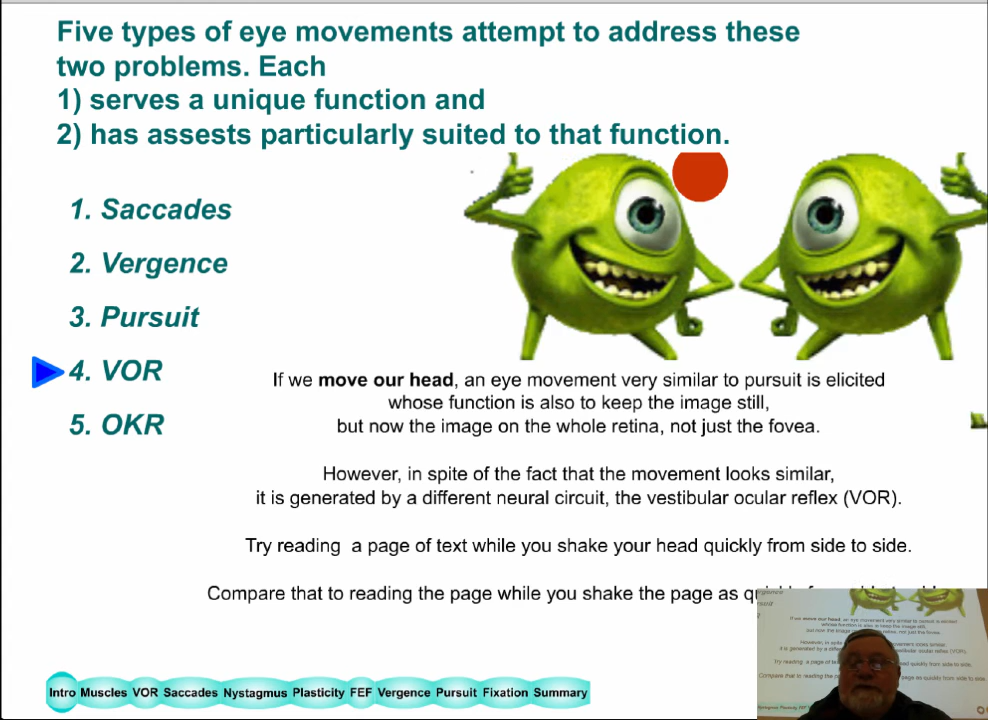 Five types of eye movements attempt to address these
two problems. Each
1) serves a unique function and
2) has assests particularly suited to that function.
1. Saccades
2. Vergence
3. Pursuit
4. VOR
5. OKR
If we move our head, an eye movement very similar to pursuit is elicited
whose function is also to keep the image still,
but now the image on the whole retina, not just the fovea.
However, in spite of the fact that the movement looks similar,
it is generated by a different neural circuit, the vestibular ocular reflex (VOR).
Try reading a page of text while you shake your head quickly from side to side.
Compare that to reading the page while you shake the page as
Intro Muscles VOR Saccades Nystagmus Plasticity FEF Vergence Pursuit Fixation Summary